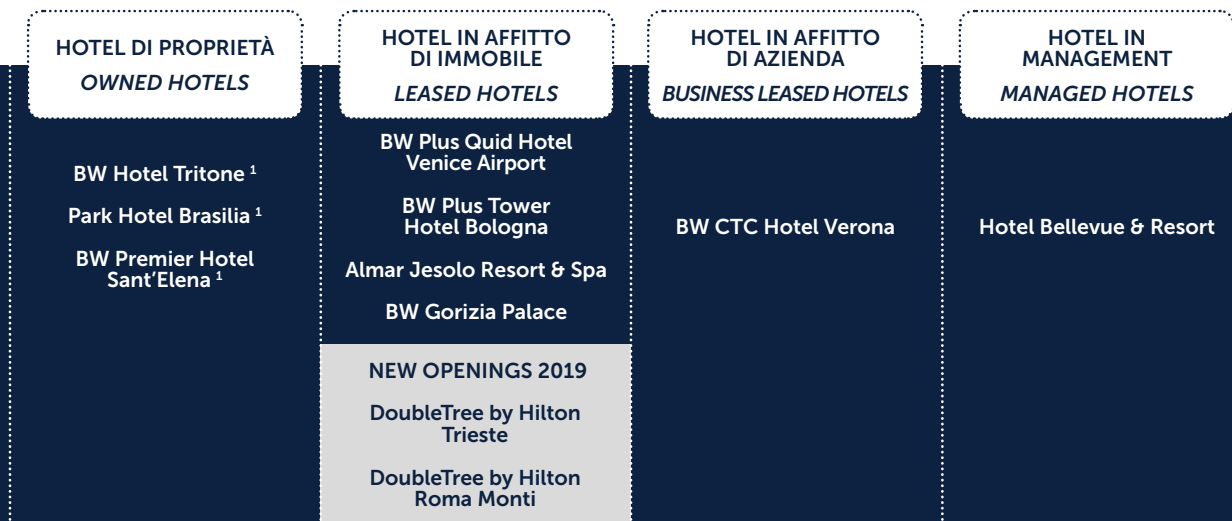 HOTEL DI PROPRIETÀ
OWNED HOTELS
BW Hotel Tritone ¹
Park Hotel Brasilia ¹
BW Premier Hotel
Sant'Elena ¹
HOTEL IN AFFITTO
DI IMMOBILE
LEASED HOTELS
BW Plus Quid Hotel
Venice Airport
BW Plus Tower
Hotel Bologna
Almar Jesolo Resort & Spa
BW Gorizia Palace
NEW OPENINGS 2019
DoubleTree by Hilton
Trieste
DoubleTree by Hilton
Roma Monti
HOTEL IN AFFITTO
DI AZIENDA
BUSINESS LEASED HOTELS
BW CTC Hotel Verona
HOTEL IN
MANAGEMENT
MANAGED HOTELS
Hotel Bellevue & Resort